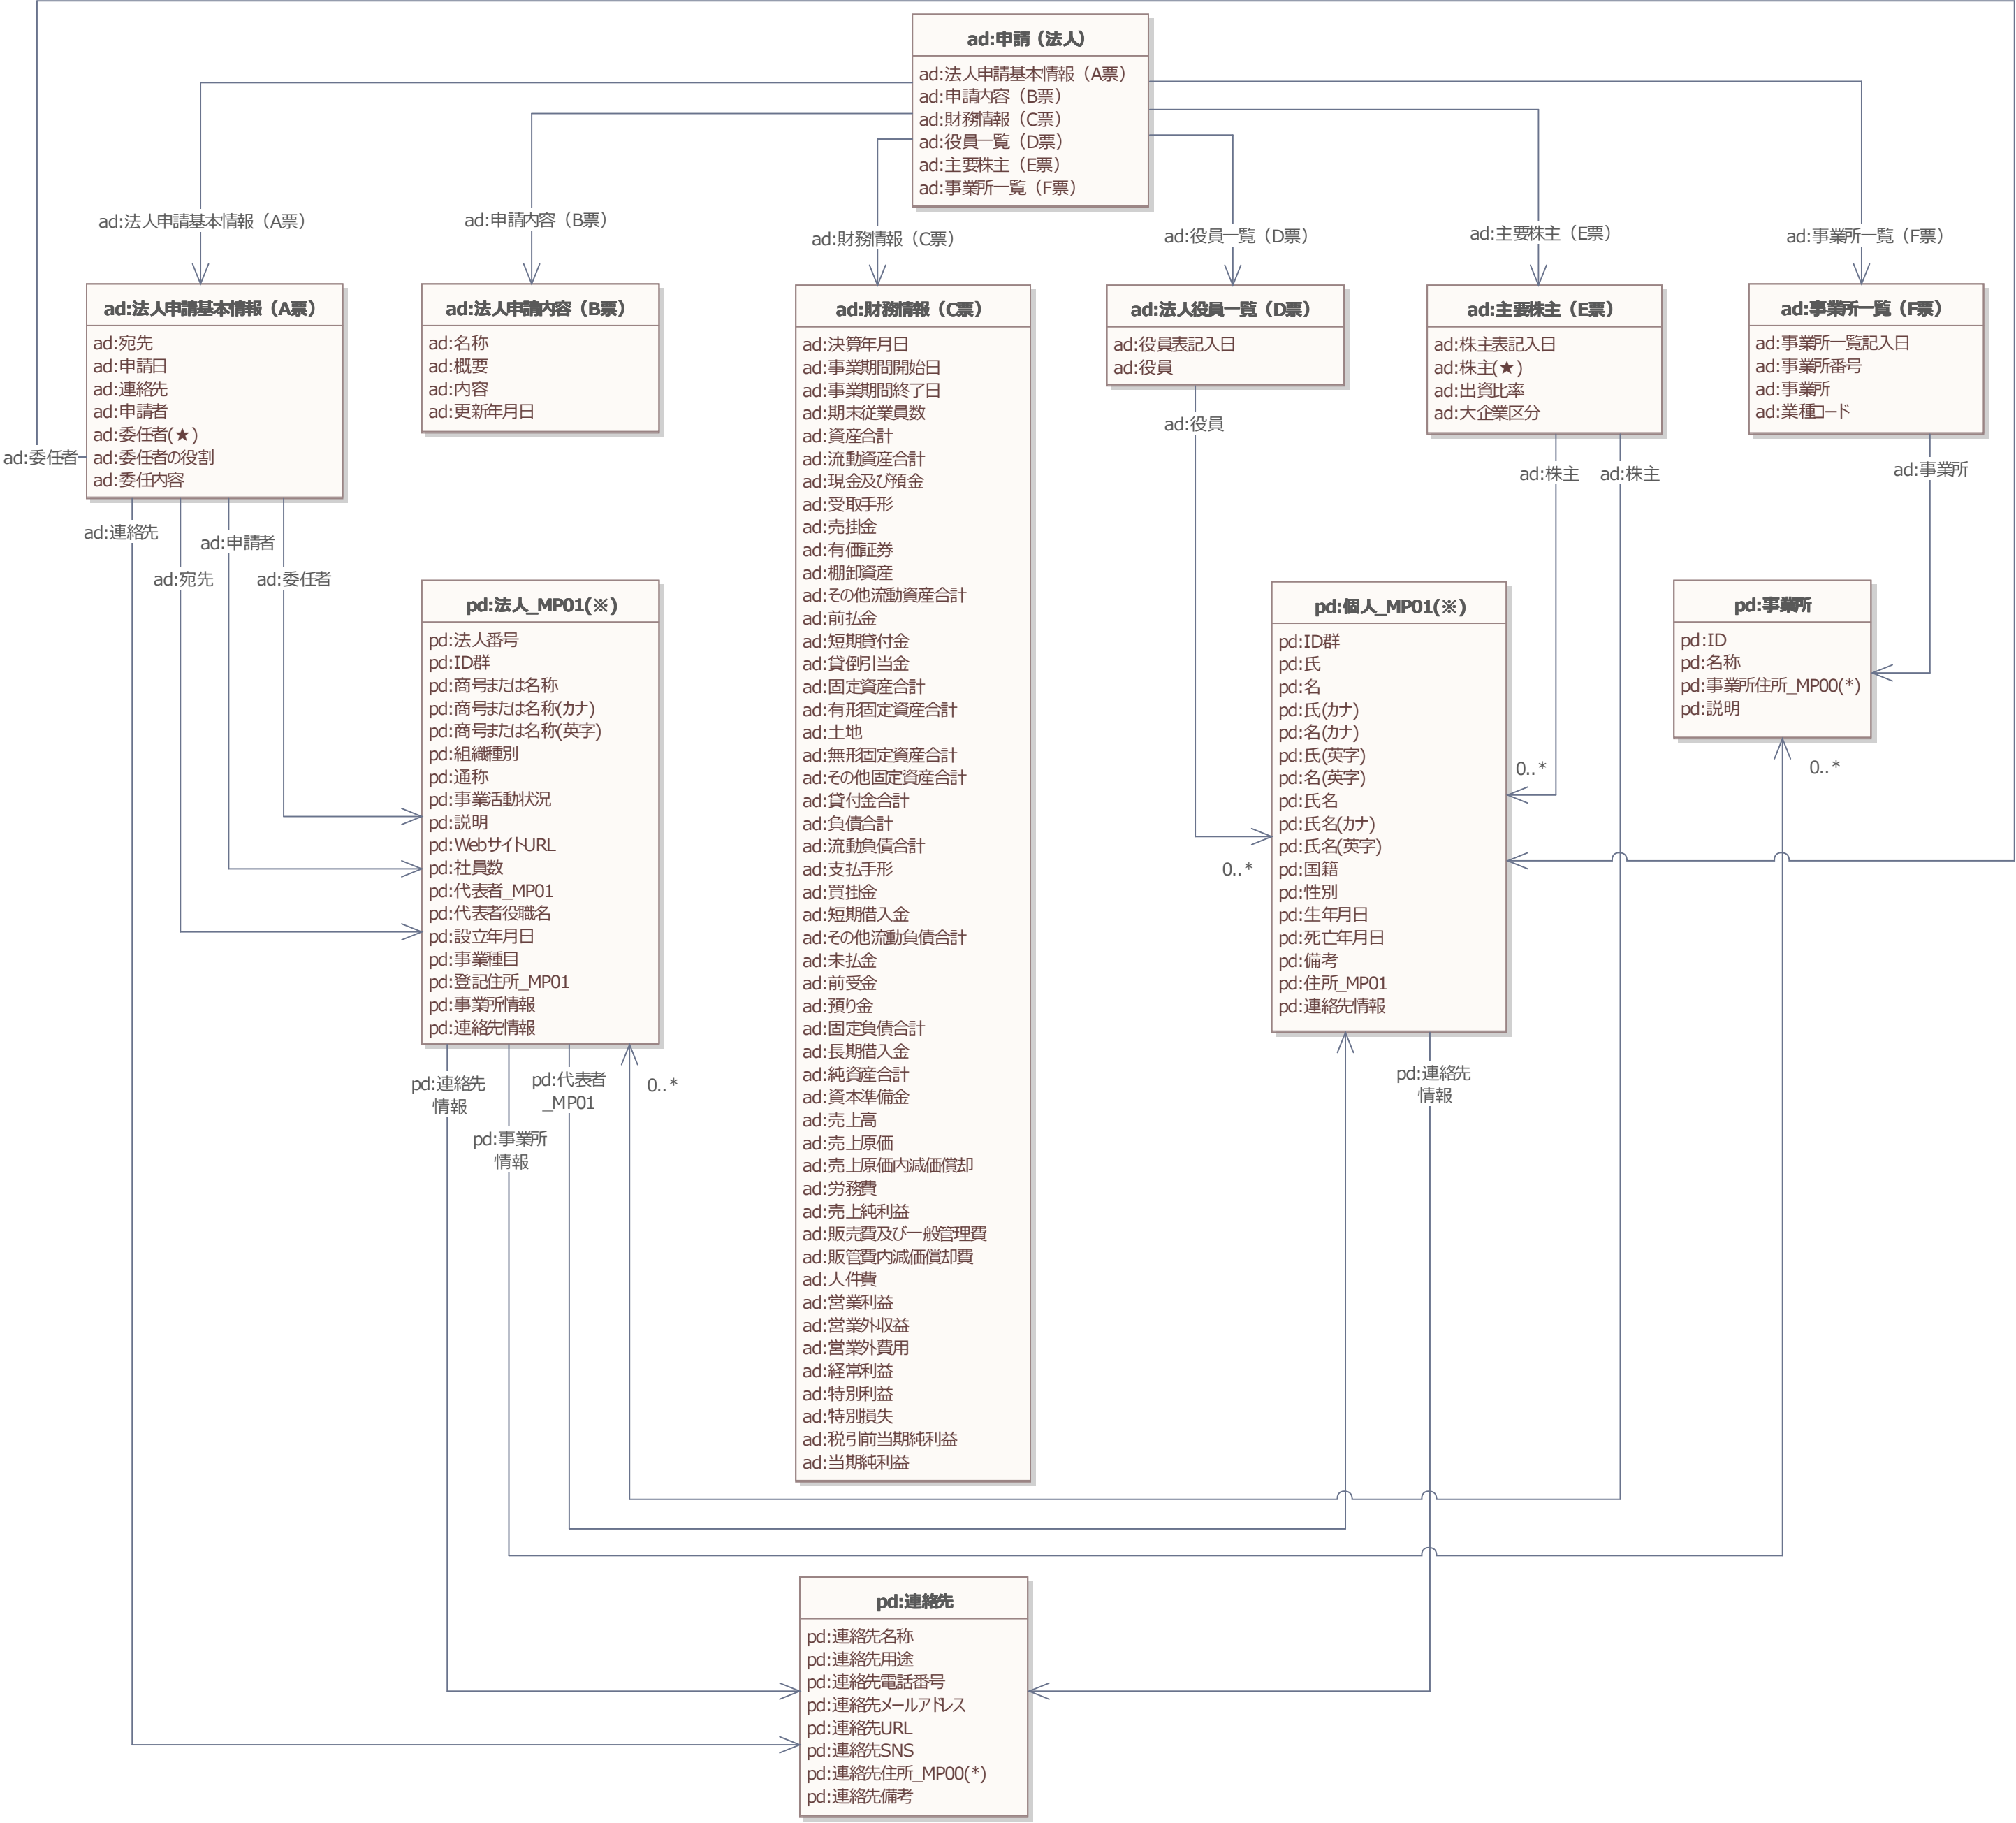 ad:申請（法人）
ad:法人申請基本情報（A票）
ad:申請内容（B票）
ad:財務情報（C票）
ad:役員一覧（D票）
ad:主要株主（E票）
ad:事業所一覧（F票）
ad:法人申請基本情報（A票）
ad:申請内容（B票）
ad:財務情報（C票）
ad:役員一覧（D票）
ad:主要株主（E票）
ad:事業所一覧（F票）
ad:法人申請基本情報（A票）
ad:宛先
ad:申請日
ad:連絡先
ad:申請者
ad:委任者(★)
ad:委任者の役割
ad:委任内容
ad:委任者
ad:法人申請内容（B票）
ad:名称
ad:概要
ad:内容
ad:更新年月日
ad:財務情報（C票）
ad:決算年月日
ad:事業期間開始日
ad:事業期間終了日
ad:期末従業員数
ad:資産合計
ad:流動資産合計
ad:現金及び預金
ad:受取手形
ad:売掛金
ad:有価証券
ad:棚卸資産
ad:その他流動資産合計
ad:前払金
ad:短期貸付金
ad:貸倒引当金
ad:固定資産合計
ad:有形固定資産合計
ad:土地
ad:無形固定資産合計
ad:その他固定資産合計
ad:貸付金合計
ad:負債合計
ad:流動負債合計
ad:支払手形
ad:買掛金
ad:短期借入金
ad:その他流動負債合計
ad:未払金
ad:前受金
ad:預り金
ad:固定負債合計
ad:長期借入金
ad:純資産合計
ad:資本準備金
ad:売上高
ad:売上原価
ad:売上原価内減価償却
ad:労務費
ad:売上純利益
ad:販売費及び一般管理費
ad:販管費内減価償却費
ad:人件費
ad:営業利益
ad:営業外収益
ad:営業外費用
ad:経常利益
ad:特別利益
ad:特別損失
ad:税引前当期純利益
ad:当期純利益
ad:法人役員一覧（D票）
ad:役員表記入日
ad:役員
ad:役員
ad:主要株主（E票）
ad:株主表記入日
ad:株主(★)
ad:出資比率
ad:大企業区分
ad:株主
ad:株主
ad:事業所一覧（F票）
ad:事業所一覧記入日
ad:事業所番号
ad:事業所
ad:業種コード
ad:事業所
ad:連絡先
ad:宛先
ad:申請者
ad:委任者
pd:法人_MP01(※)
pd:法人番号
pd:ID群
pd:商号または名称
pd:商号または名称(カナ)
pd:商号または名称(英字)
pd:組織種別
pd:通称
pd:事業活動状況
pd:説明
pd:WebサイトURL
pd:社員数
pd:代表者_MP01
pd:代表者役職名
pd:設立年月日
pd:事業種目
pd:登記住所_MP01
pd:事業所情報
pd:連絡先情報
pd:連絡先
情報
pd:事業所
情報
pd:代表者
_MP01
0..*
pd:個人_MP01(※)
pd:ID群
pd:氏
pd:名
pd:氏(カナ)
pd:名(カナ)
pd:氏(英字)
pd:名(英字)
pd:氏名
pd:氏名(カナ)
pd:氏名(英字)
pd:国籍
pd:性別
pd:生年月日
pd:死亡年月日
pd:備考
pd:住所_MP01
pd:連絡先情報
0..*
0..*
pd:連絡先
情報
pd:事業所
pd:ID
pd:名称
pd:事業所住所_MP00(*)
pd:説明
0..*
pd:連絡先
pd:連絡先名称
pd:連絡先用途
pd:連絡先電話番号
pd:連絡先メールアドレス
pd:連絡先URL
pd:連絡先SNS
pd:連絡先住所_MP00(*)
pd:連絡先備考